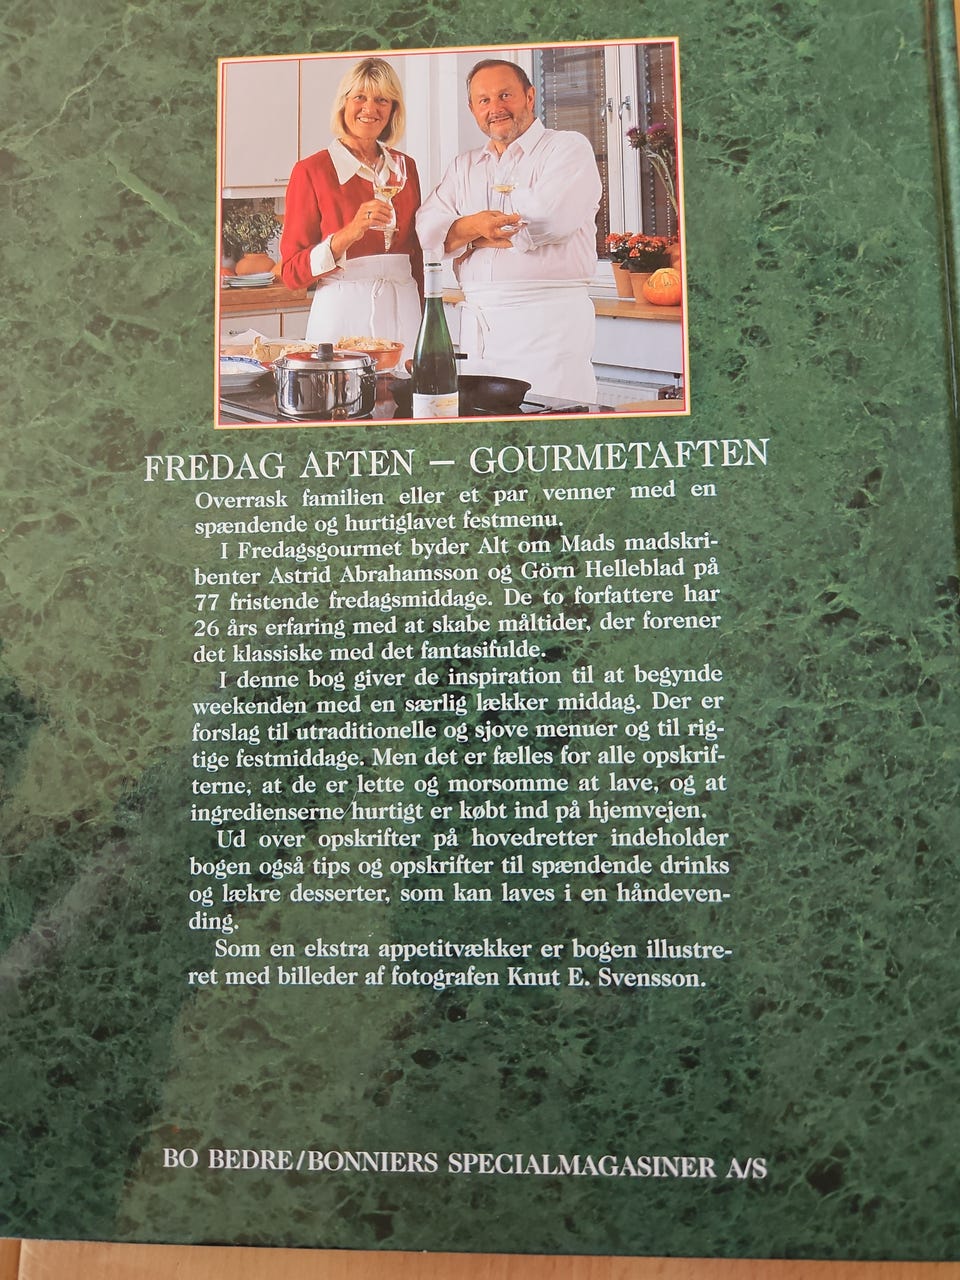 FREDAG AFTEN – GOURMETAFTEN
Overrask familien eller et par venner med en
spændende og hurtiglavet festmenu.
I Fredagsgourmet byder Alt om Mads madskri-
benter Astrid Abrahamsson og Görn Helleblad på
77 fristende fredagsmiddage. De to forfattere har
26 års erfaring med at skabe måltider, der forener
det klassiske med det fantasifulde.
I denne bog giver de inspiration til at begynde
weekenden med en særlig lækker middag. Der er
forslag til utraditionelle og sjove menuer og til rig-
tige festmiddage. Men det er fælles for alle opskrif-
terne, at de er lette og morsomme at lave, og at
ingredienserne hurtigt er købt ind på hjemvejen.
Ud over opskrifter på hovedretter indeholder
bogen også tips og opskrifter til spændende drinks
og lækre desserter, som kan laves i en håndeven-
ding.
Som en ekstra appetitvækker er bogen illustre-
ret med billeder af fotografen Knut E. Svensson.
BO BEDRE/BONNIERS SPECIALMAGASINER A/S